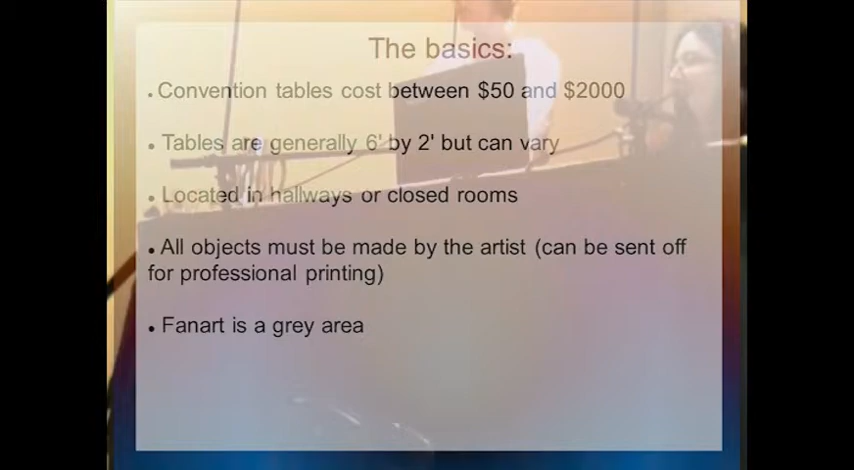 The basics:
• Convention tables cost between $50 and $2000
• Tables are generally 6' by 2' but can vary
• Located in hallways or closed rooms
• All objects must be made by the artist (can be sent off
for professional printing)
• Fanart is a grey area